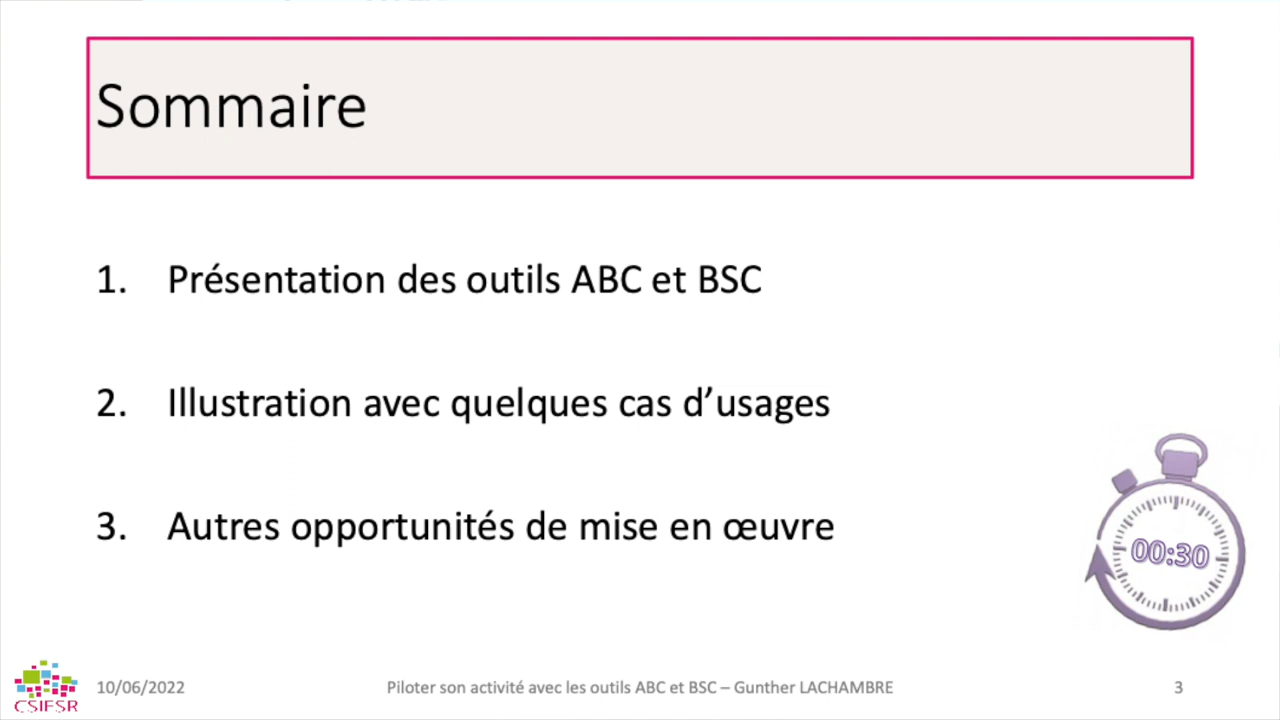 Sommaire
1. Présentation des outils ABC et BSC
2. Illustration avec quelques cas d’usages
3. Autres opportunités de mise en œuvre
00:30
CSIESR
10/06/2022
Piloter son activité avec les outils ABC et BSC – Gunther LACHAMBRE
3